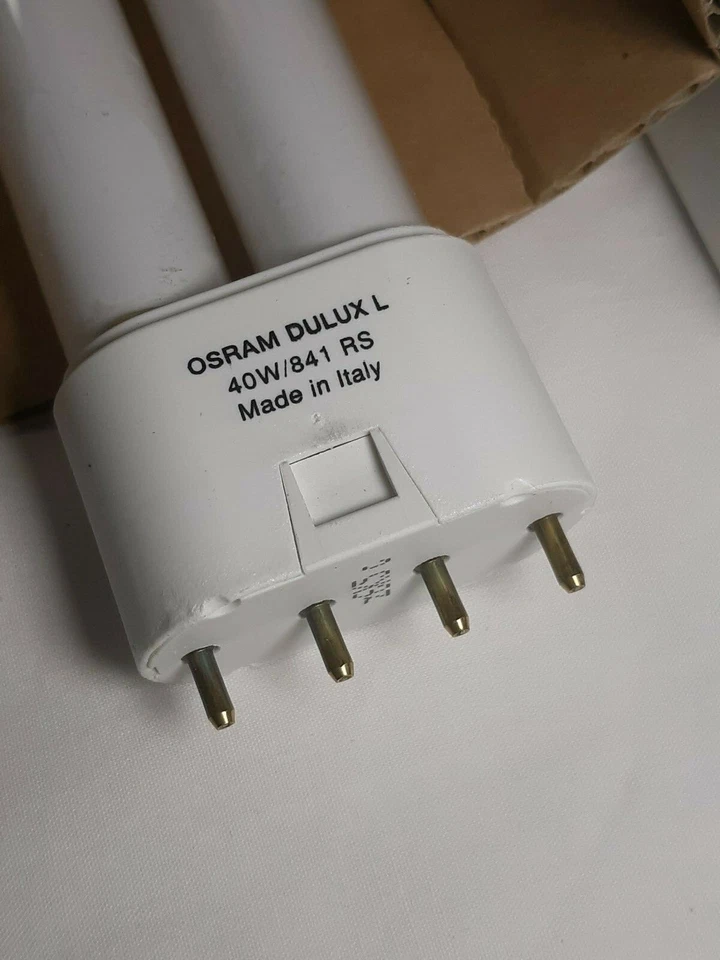 OSRAM DULUX L
40W/841 RS
Made in Italy